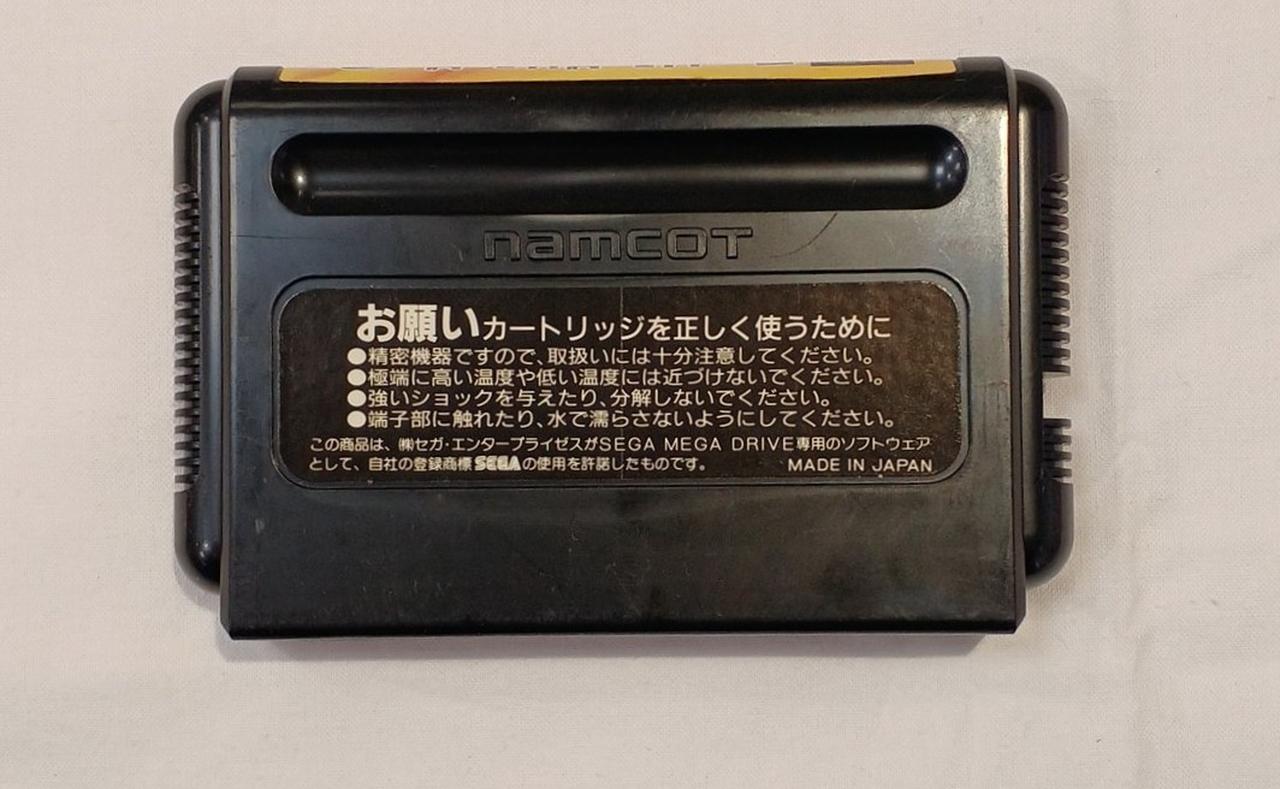 namcot
お願いカートリッジを正しく使うために
●精密機器ですので、取扱いには十分注意してください。
●極端に高い温度や低い温度には近づけないでください。
●強いショックを与えたり、分解しないでください。
●端子部に触れたり、水で濡らさないようにしてください。
この商品は、㈱セガ・エンタープライゼスがSEGA MEGA DRIVE専用のソフトウェア
として、自社の登録商標SEGAの使用を許諾したものです。 MADE IN JAPAN